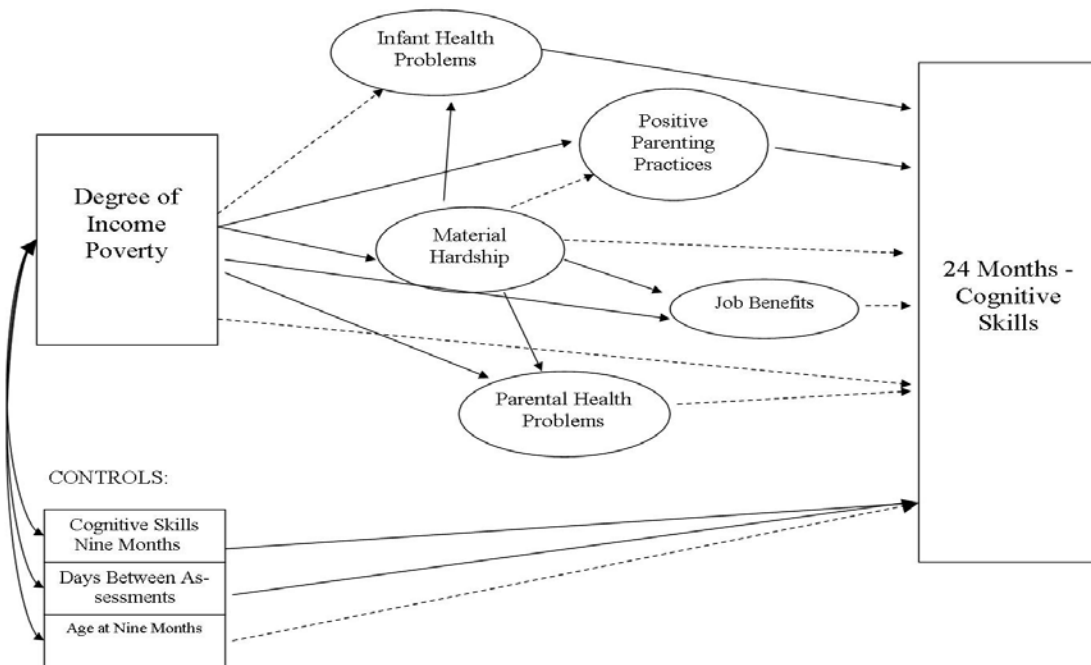 Infant Health
Problems
Positive
Parenting
Practices
Degree of
Income
Poverty
Material
Hardship
24 Months -
Cognitive
Skills
Job Benefits
Parental Health
Problems
CONTROLS:
Cognitive Skills
Nine Months
Days Between As-
sessments
Age at Nine Months